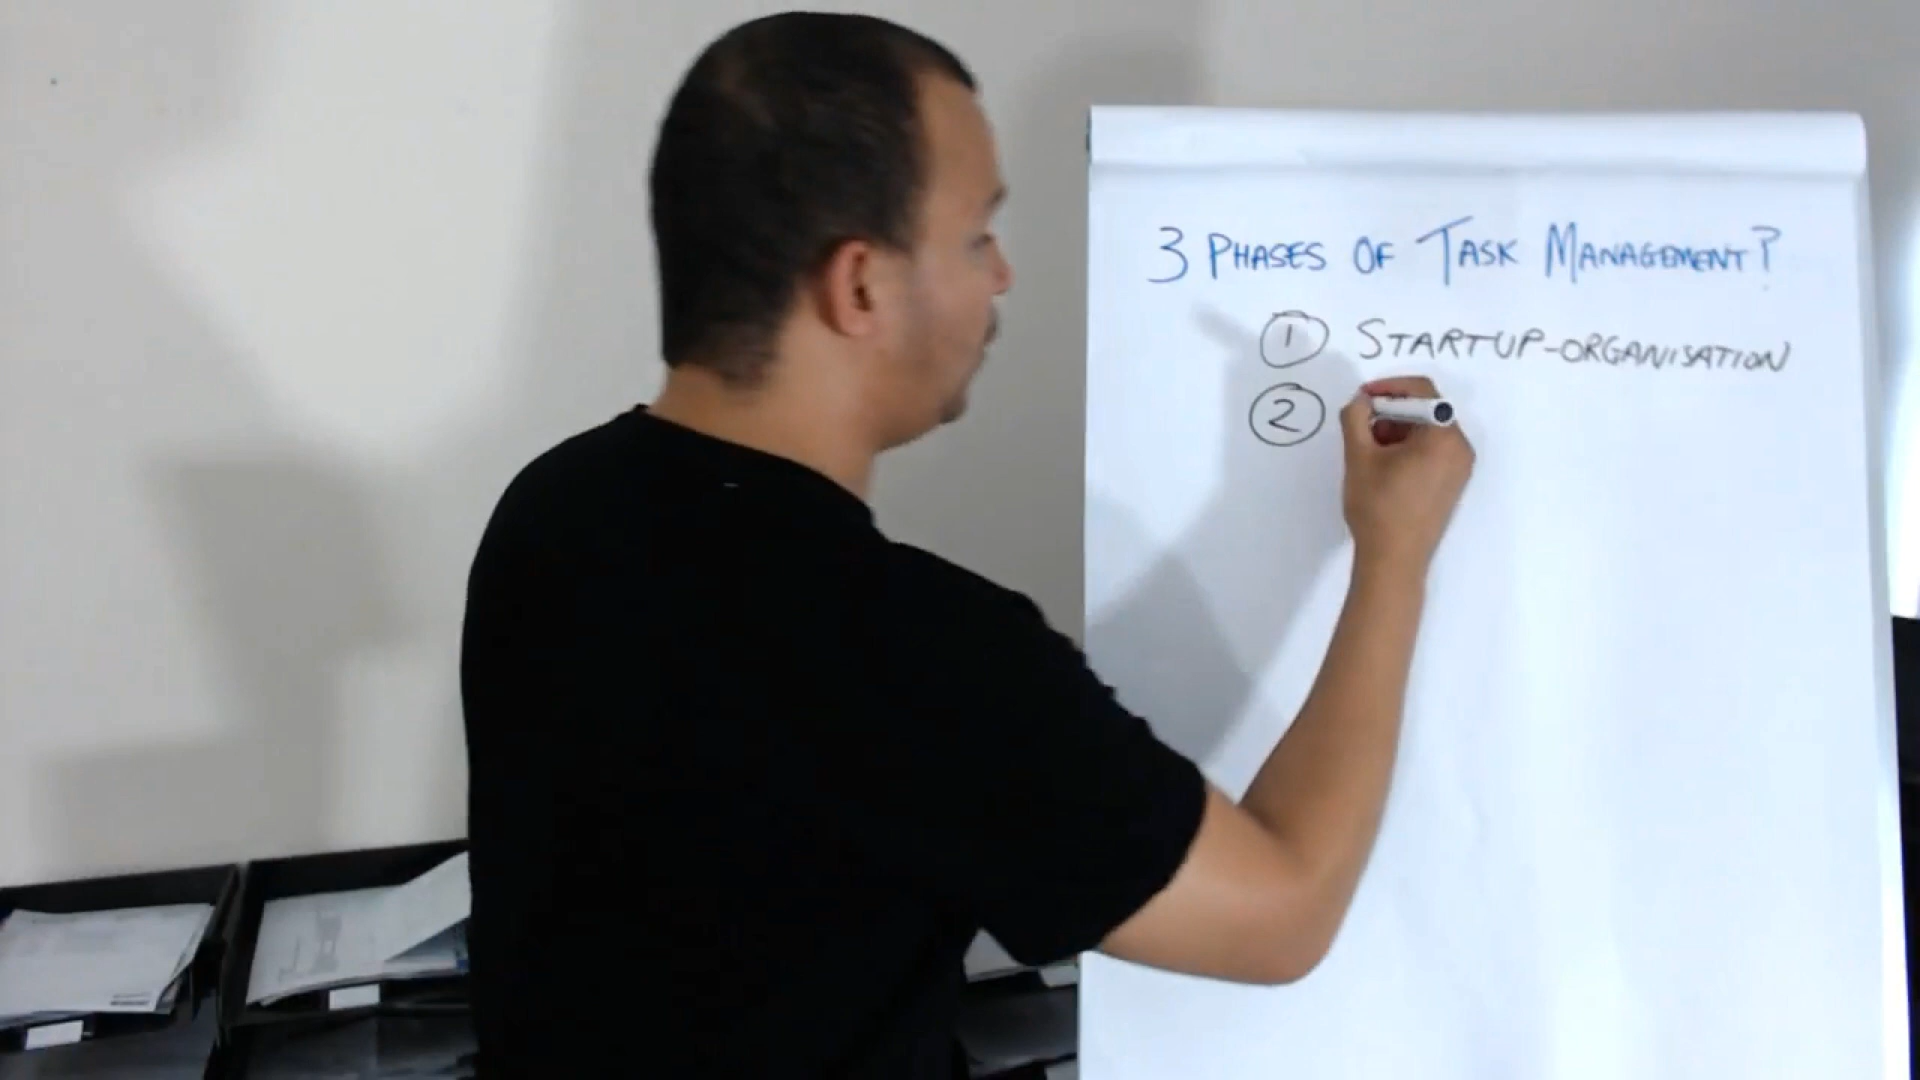 3 PHASES OF TASK MANAGEMENT?
1 STARTUP-ORGANISATION
2